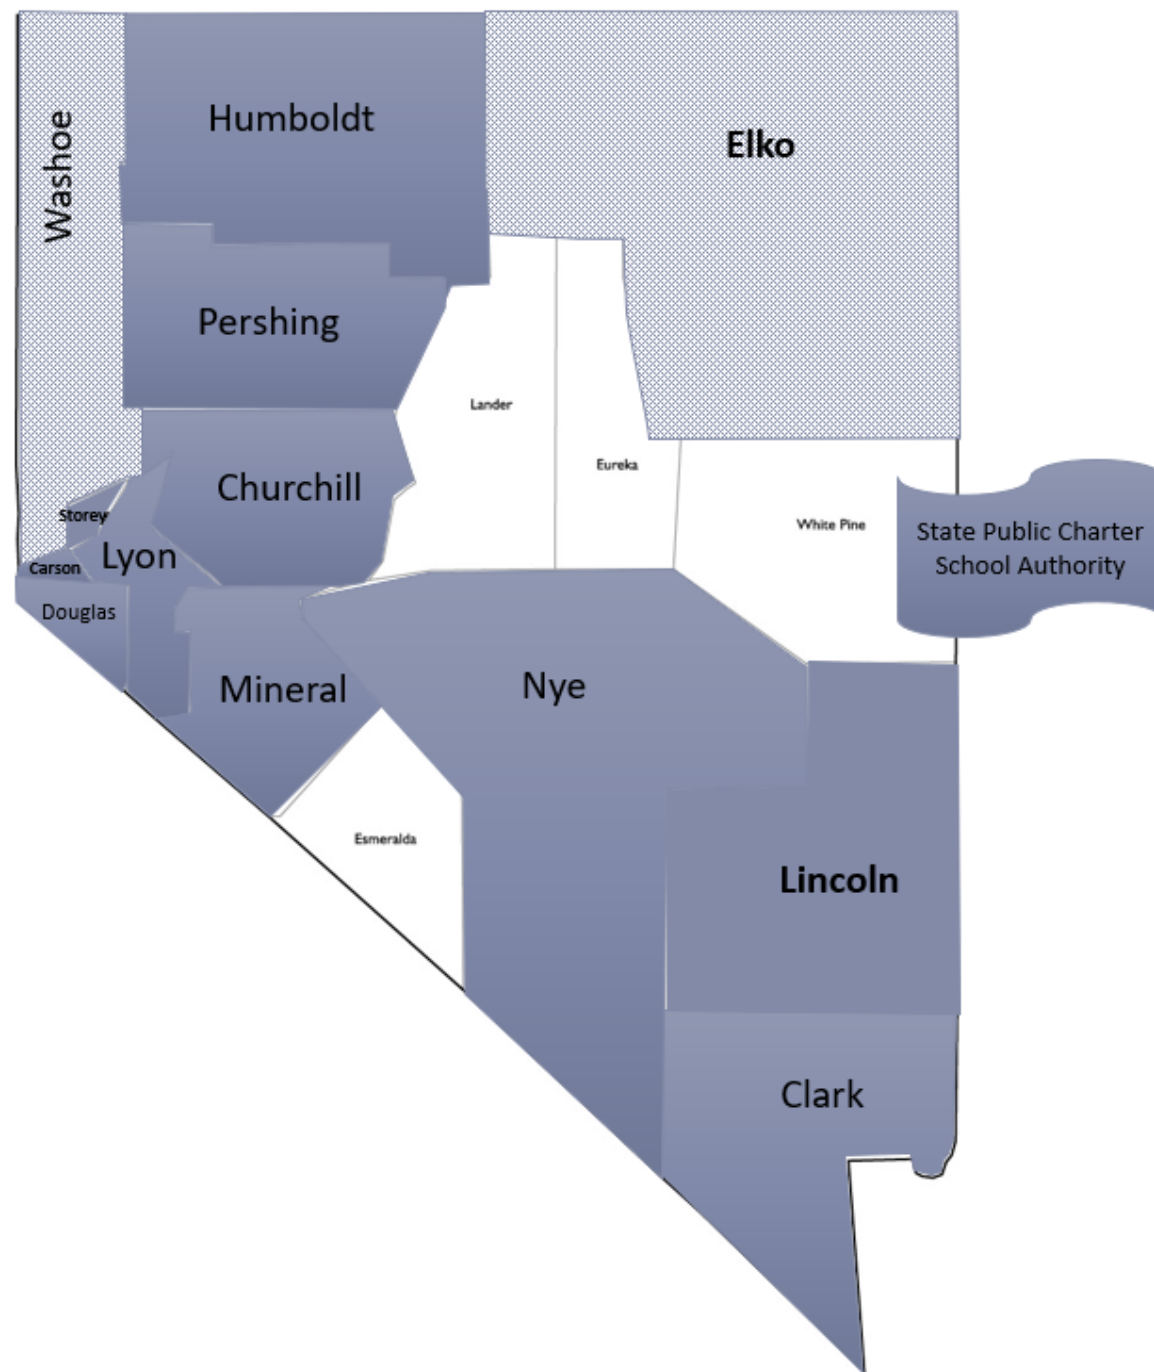 Washoe
Humboldt
Elko
Pershing
Lander
Eureka
Churchill
Storey
White Pine
State Public Charter
School Authority
Lyon
Carson
Douglas
Mineral
Nye
Esmeralda
Lincoln
Clark